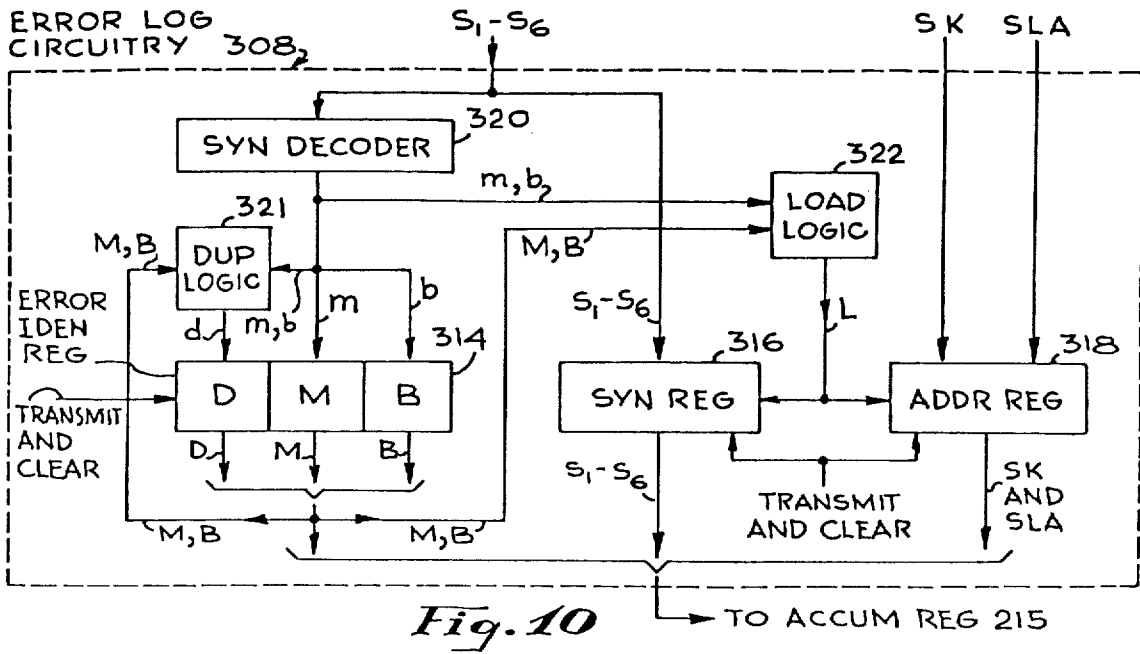 ERROR LOG
CIRCUITRY 308
S₁-S₆
SK
SLA
320
SYN DECODER
322
m,b
LOAD
LOGIC
321
M,B
DUP
LOGIC
M,B
b
m,b
m
d
ERROR
IDEN
REG
S₁-S₆
L
314
316
318
D
M
B
SYN REG
ADDR REG
TRANSMIT
AND
CLEAR
D
M
B
S₁-S₆
TRANSMIT
AND CLEAR
SK
AND
SLA
M,B
M,B
Fig. 10
TO ACCUM REG 215